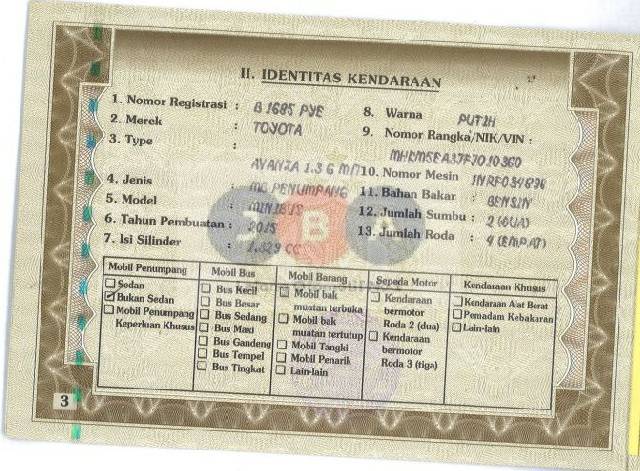 II. IDENTITAS KENDARAAN
1. Nomor Registrasi : B 1685 PYE
2. Merek : TOYOTA
3. Type :
AVANZA 1.3 G M/T
4. Jenis : MB PENUMPANG
5. Model : MINIBUS
6. Tahun Pembuatan : 2015
7. Isi Silinder : 1.329 CC
8. Warna PUTIH
9. Nomor Rangka/NIK/VIN :
10. Nomor Mesin
11. Bahan Bakar : BENSIN
12. Jumlah Sumbu : 2 (DUA)
13. Jumlah Roda : 4 (EMPAT)
Mobil Penumpang
Sedan
Bukan Sedan
Mobil Penumpang
Keperluan Khusus
Mobil Bus
Bus Kecil
Bus Besar
Bus Sedang
Bus Maxi
Bus Gandeng
Bus Tempel
Bus Tingkat
Mobil Barang
Mobil bak
muatan terbuka
Mobil bak
muatan tertutup
Mobil Tangki
Mobil Penarik
Lain-lain
Sepeda Motor
Kendaraan
bermotor
Roda 2 (dua)
Kendaraan
bermotor
Roda 3 (tiga)
Kendaraan Khusus
Kendaraan Alat Berat
Pemadam Kebakaran
Lain-lain
3